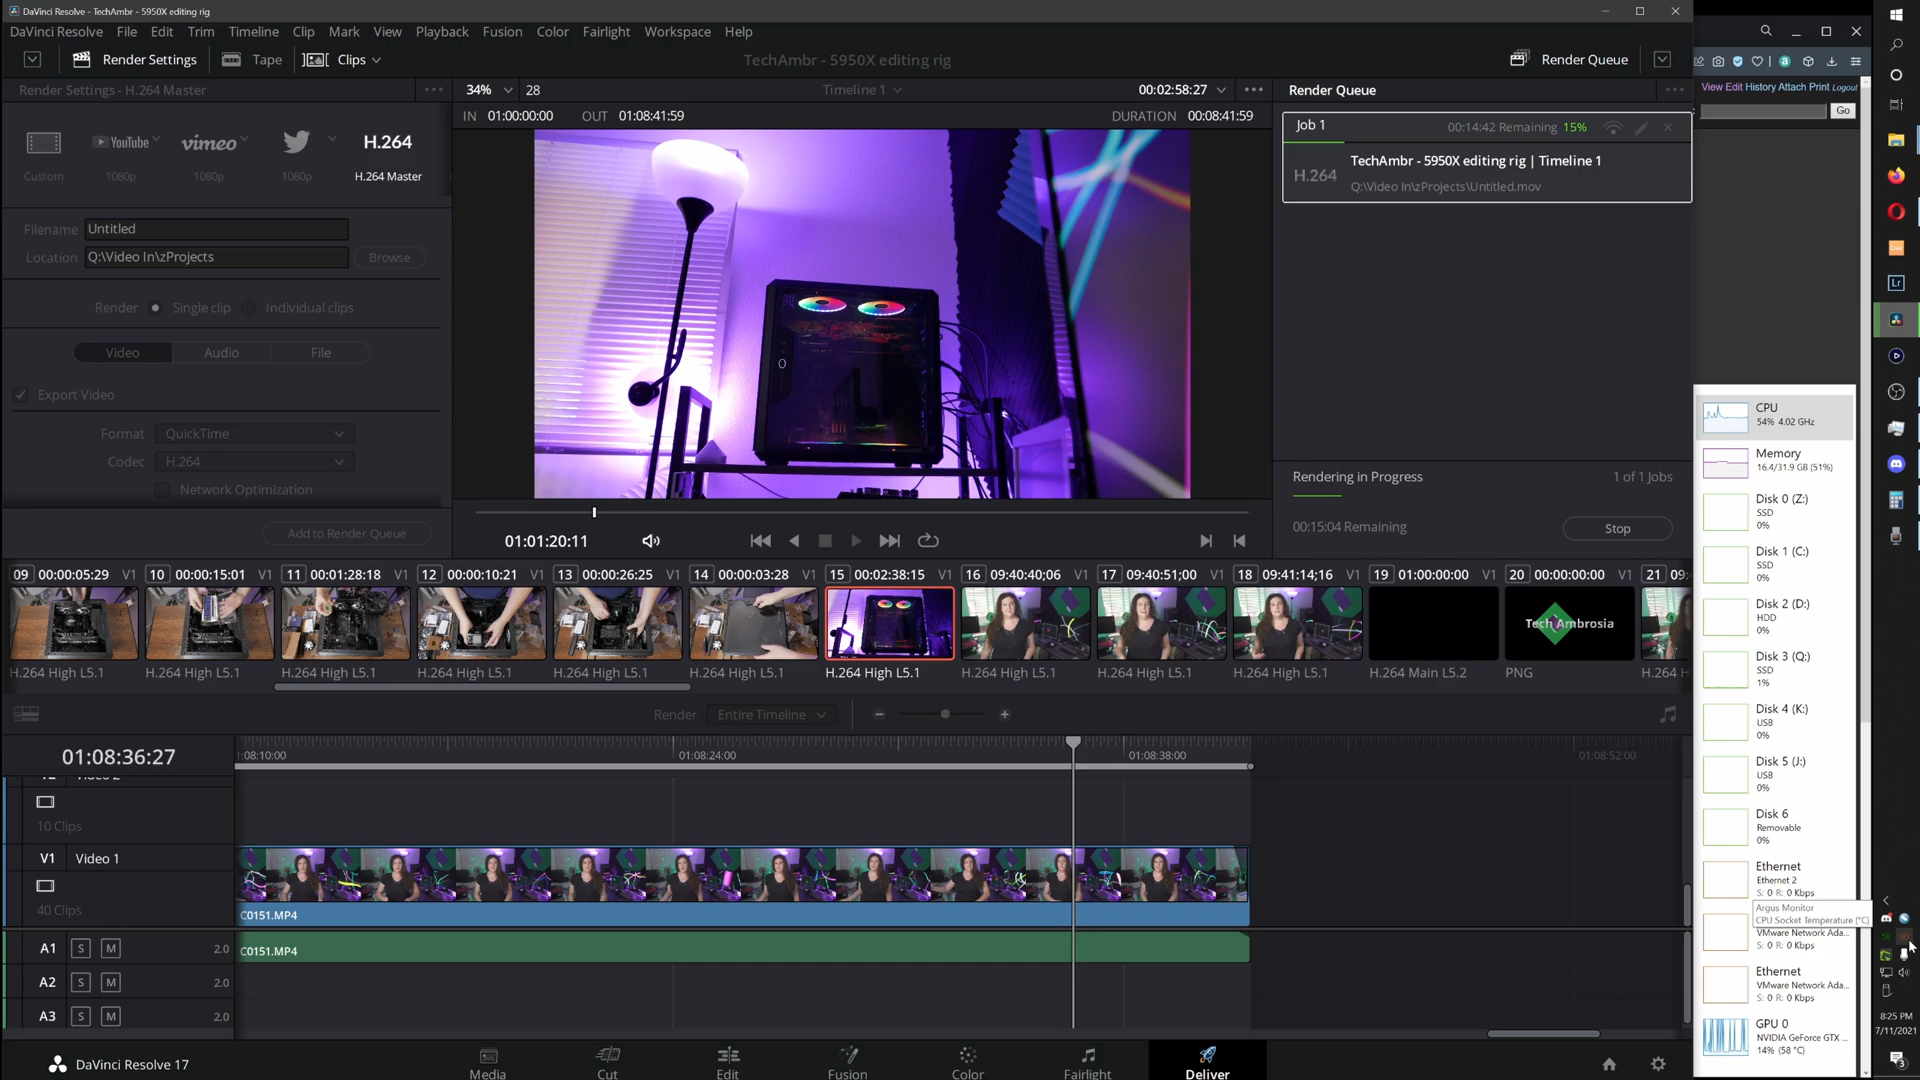 DaVinci Resolve - TechAmbr - 5950X editing rig
DaVinci Resolve File Edit Trim Timeline Clip Mark View Playback Fusion Color Fairlight Workspace Help
Render Settings Tape Clips
TechAmbr - 5950X editing rig
Render Queue
Render Settings - H.264 Master
34% 28 Timeline 1 00:02:58:27
Render Queue
View Edit History Attach Print Logout
Go
IN 01:00:00:00 OUT 01:08:41:59 DURATION 00:08:41:59
Job 1 00:14:42 Remaining 15%
TechAmbr - 5950X editing rig | Timeline 1
H.264
Q:\Video In\zProjects\Untitled.mov
YouTube vimeo H.264
Custom 1080p 1080p 1080p H.264 Master
Filename Untitled
Location Q:\Video In\zProjects Browse
Render Single clip Individual clips
Video Audio File
Export Video
Format QuickTime
Codec H.264
Network Optimization
Add to Render Queue
01:01:20:11
Rendering in Progress 1 of 1 Jobs
00:15:04 Remaining Stop
09 00:00:05:29 V1 10 00:00:15:01 V1 11 00:01:28:18 V1 12 00:00:10:21 V1 13 00:00:26:25 V1 14 00:00:03:28 V1 15 00:02:38:15 V1 16 09:40:40;06 V1 17 09:40:51;00 V1 18 09:41:14;16 V1 19 01:00:00:00 V1 20 00:00:00:00 V1 21 09:
Tech Ambrosia
H.264 High L5.1 H.264 High L5.1 H.264 High L5.1 H.264 High L5.1 H.264 High L5.1 H.264 High L5.1 H.264 High L5.1 H.264 High L5.1 H.264 High L5.1 H.264 High L5.1 H.264 Main L5.2 PNG H.264 H
Render Entire Timeline
01:08:36:27
:08:10:00 01:08:24:00 01:08:38:00 01:08:52:00
10 Clips
V1 Video 1
40 Clips
C0151.MP4
A1 S M 2.0
C0151.MP4
A2 S M 2.0
A3 S M 2.0
DaVinci Resolve 17
Media Cut Edit Fusion Color Fairlight Deliver
CPU
54% 4.02 GHz
Memory
16.4/31.9 GB (51%)
Disk 0 (Z:)
SSD
0%
Disk 1 (C:)
SSD
0%
Disk 2 (D:)
HDD
0%
Disk 3 (Q:)
SSD
1%
Disk 4 (K:)
USB
0%
Disk 5 (J:)
USB
0%
Disk 6
Removable
0%
Ethernet
Ethernet 2
S: 0 R: 0 Kbps
Argus Monitor
CPU Socket Temperature (°C)
VMware Network Ada...
S: 0 R: 0 Kbps
Ethernet
VMware Network Ada...
S: 0 R: 0 Kbps
GPU 0
NVIDIA GeForce GTX ...
14% (58 °C)
Lr
58
8:25 PM
7/11/2021
3